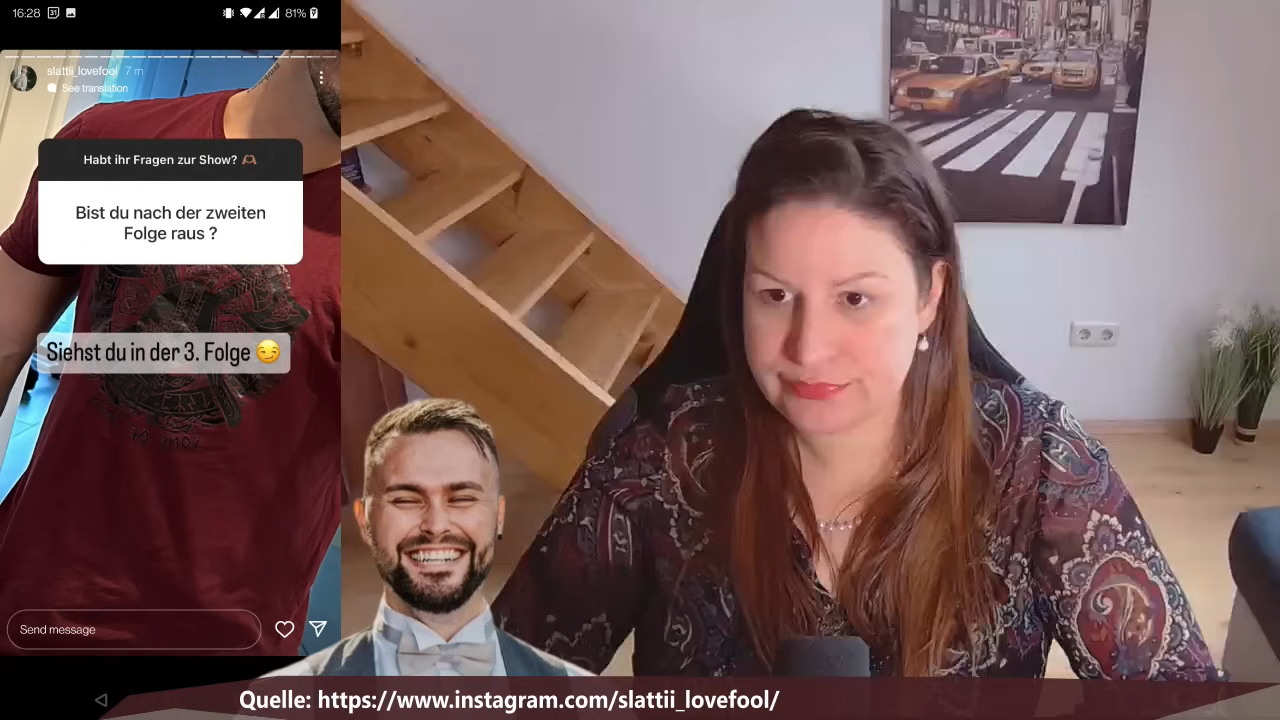 16:28
31
81%
slattii_lovefool 7 m
See translation
Habt ihr Fragen zur Show? 🫶🏽
Bist du nach der zweiten
Folge raus ?
Siehst du in der 3. Folge 😏
Send message
Quelle: https://www.instagram.com/slattii_lovefool/